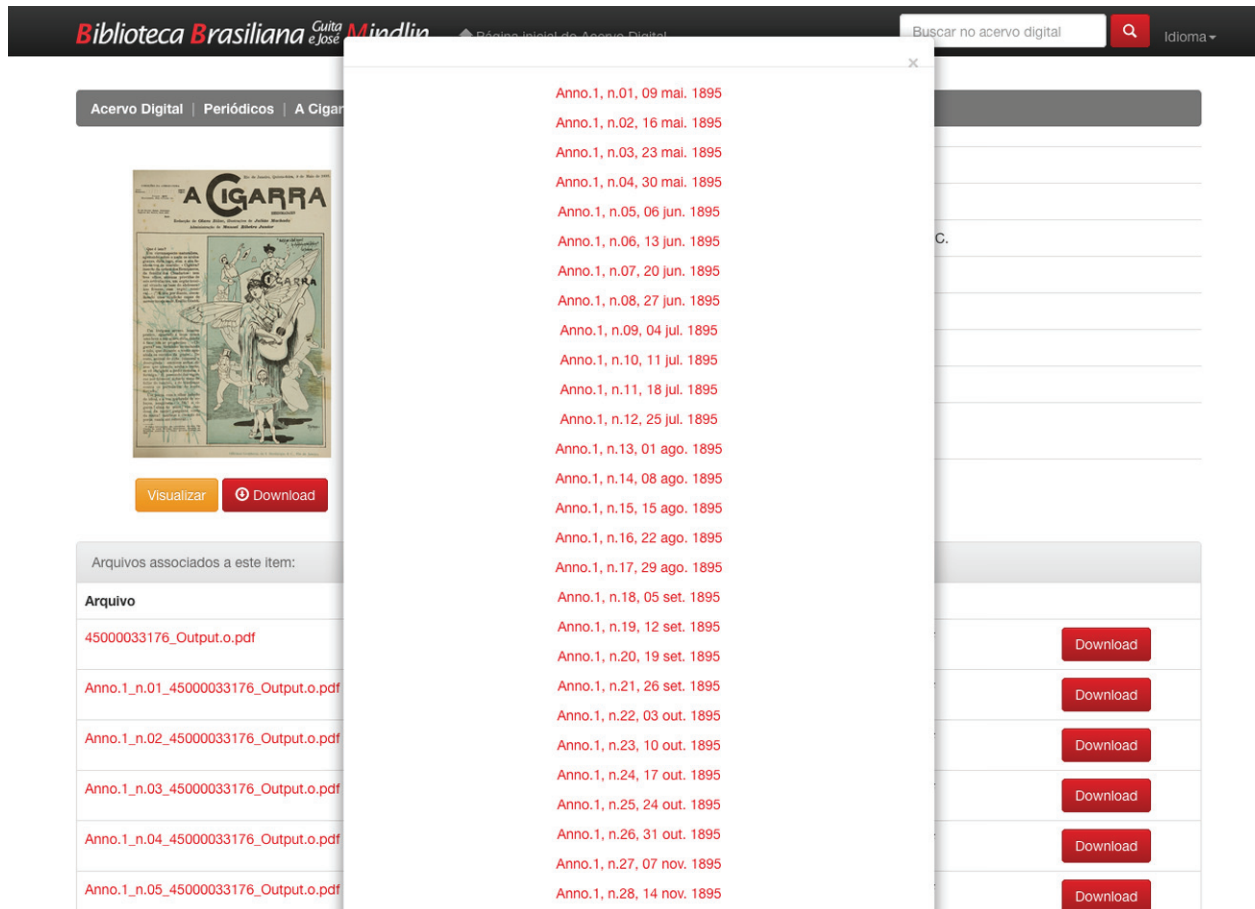 Biblioteca Brasiliana Guita e José Mindlin
Página inicial do Acervo Digital
Buscar no acervo digital
Idioma
×
Acervo Digital | Periódicos | A Cigar
A CIGARRA
CIGARRA
C.
Visualizar
Download
Anno.1, n.01, 09 mai. 1895
Anno.1, n.02, 16 mai. 1895
Anno.1, n.03, 23 mai. 1895
Anno.1, n.04, 30 mai. 1895
Anno.1, n.05, 06 jun. 1895
Anno.1, n.06, 13 jun. 1895
Anno.1, n.07, 20 jun. 1895
Anno.1, n.08, 27 jun. 1895
Anno.1, n.09, 04 jul. 1895
Anno.1, n.10, 11 jul. 1895
Anno.1, n.11, 18 jul. 1895
Anno.1, n.12, 25 jul. 1895
Anno.1, n.13, 01 ago. 1895
Anno.1, n.14, 08 ago. 1895
Anno.1, n.15, 15 ago. 1895
Anno.1, n.16, 22 ago. 1895
Anno.1, n.17, 29 ago. 1895
Anno.1, n.18, 05 set. 1895
Anno.1, n.19, 12 set. 1895
Anno.1, n.20, 19 set. 1895
Anno.1, n.21, 26 set. 1895
Anno.1, n.22, 03 out. 1895
Anno.1, n.23, 10 out. 1895
Anno.1, n.24, 17 out. 1895
Anno.1, n.25, 24 out. 1895
Anno.1, n.26, 31 out. 1895
Anno.1, n.27, 07 nov. 1895
Anno.1, n.28, 14 nov. 1895
Arquivos associados a este item:
Arquivo
45000033176_Output.o.pdf
Download
Anno.1_n.01_45000033176_Output.o.pdf
Download
Anno.1_n.02_45000033176_Output.o.pdf
Download
Anno.1_n.03_45000033176_Output.o.pdf
Download
Anno.1_n.04_45000033176_Output.o.pdf
Download
Anno.1_n.05_45000033176_Output.o.pdf
Download